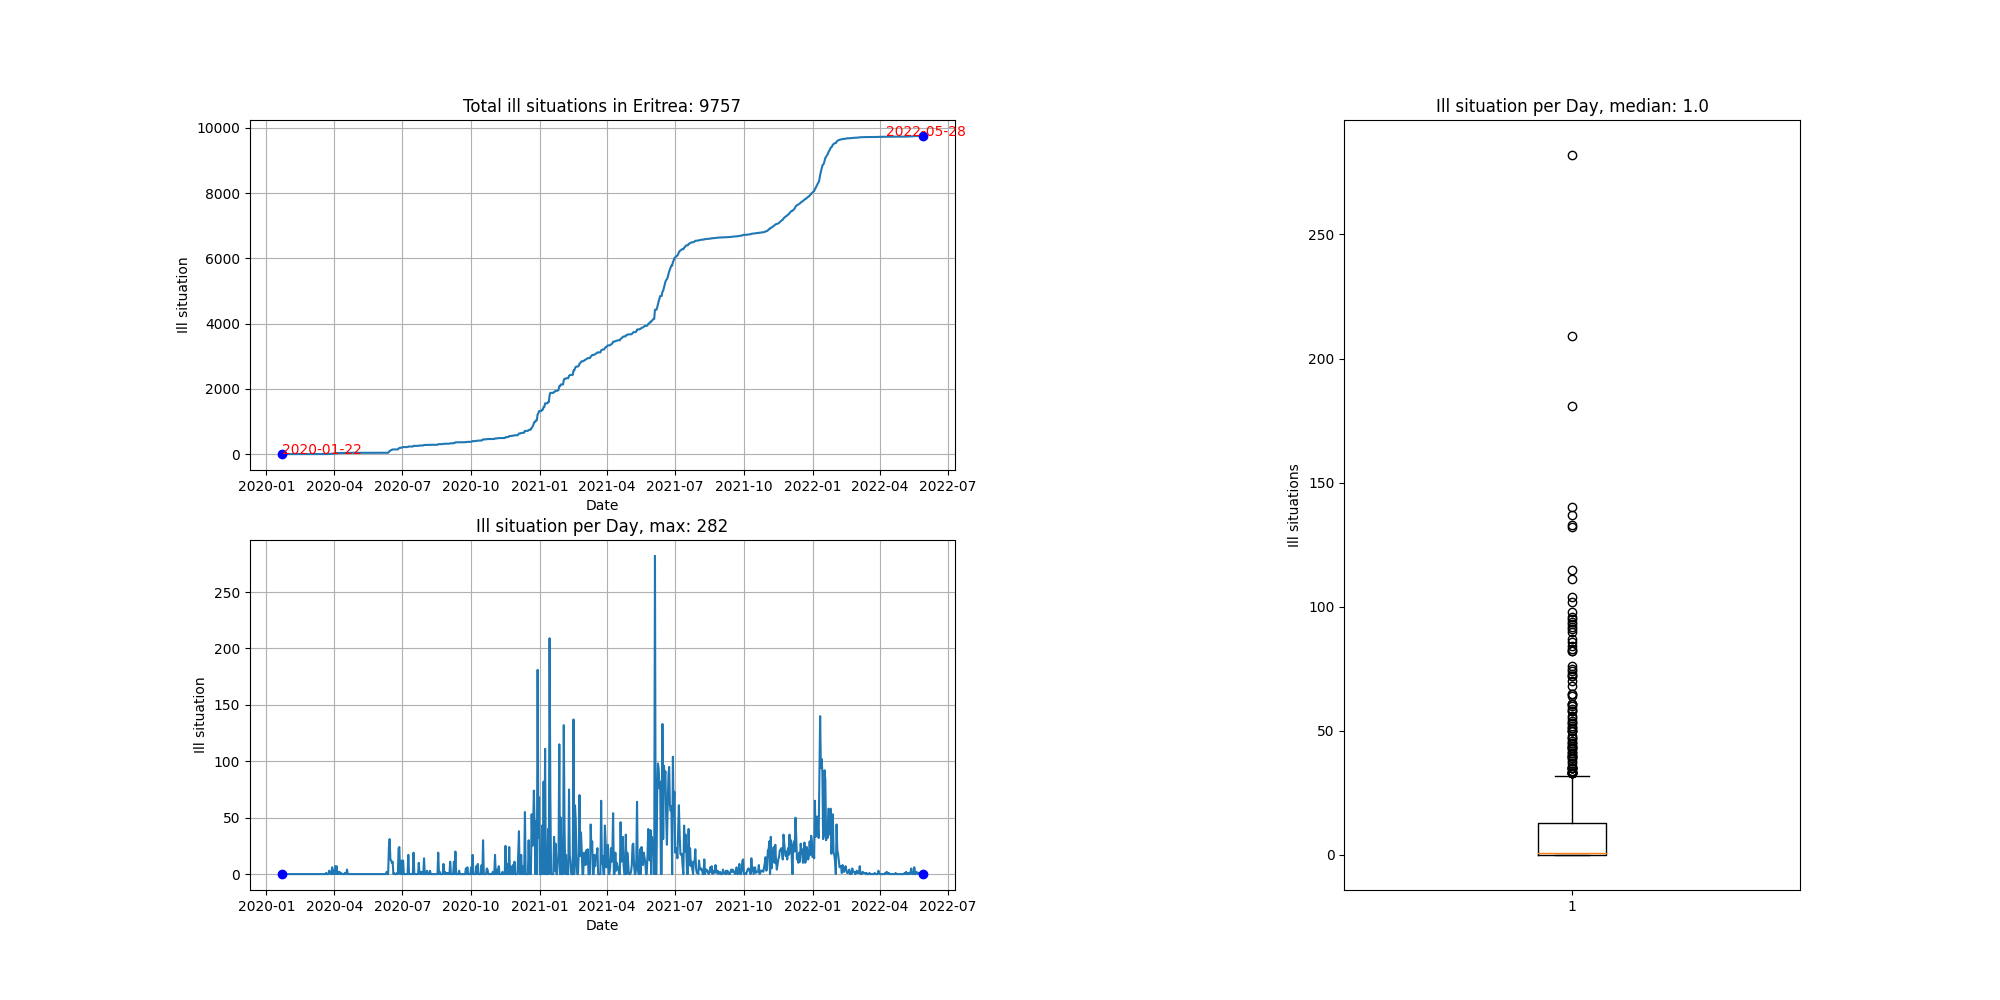 Total ill situations in Eritrea: 9757
Ill situation
10000
8000
6000
4000
2000
0
2020-01-22
2022-05-28
2020-01 2020-04 2020-07 2020-10 2021-01 2021-04 2021-07 2021-10 2022-01 2022-04 2022-07
Date
Ill situation per Day, max: 282
Ill situation
250
200
150
100
50
0
2020-01 2020-04 2020-07 2020-10 2021-01 2021-04 2021-07 2021-10 2022-01 2022-04 2022-07
Date
Ill situation per Day, median: 1.0
Ill situations
250
200
150
100
50
0
1